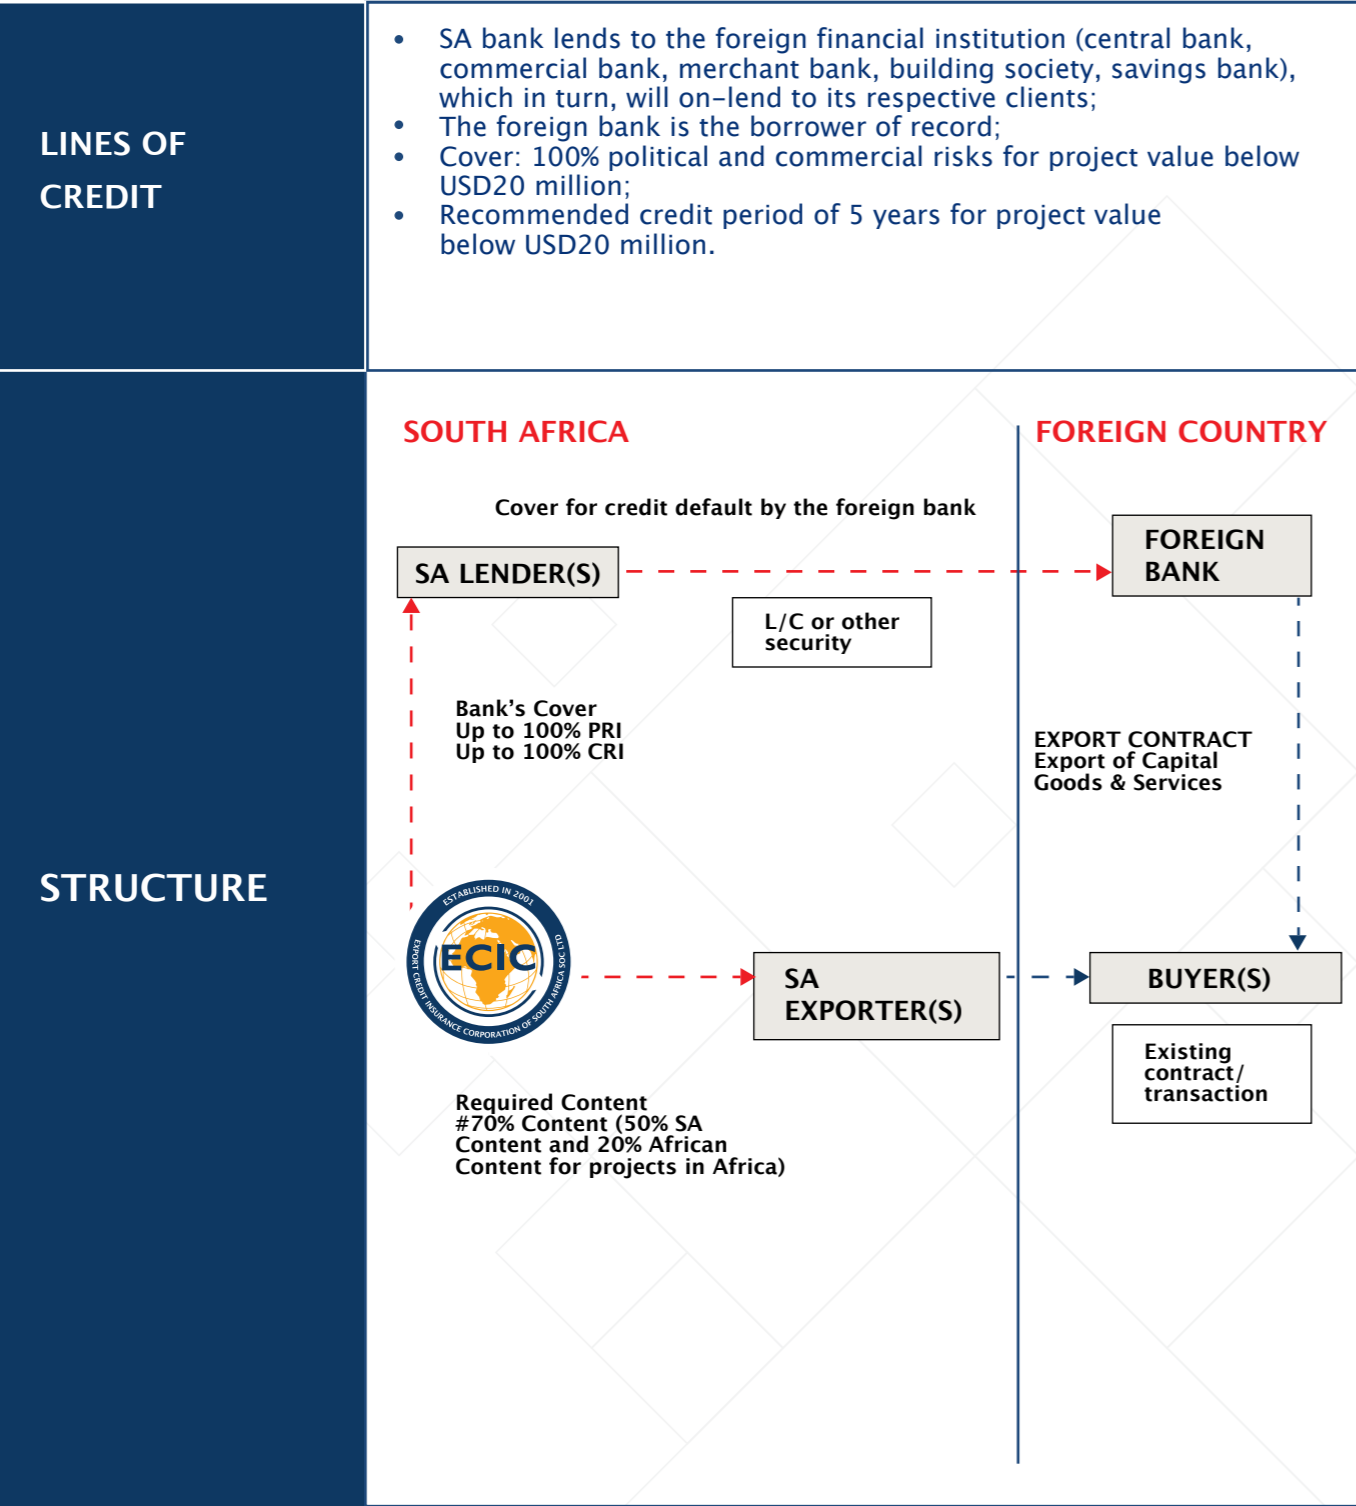 LINES OF
CREDIT
• SA bank lends to the foreign financial institution (central bank,
commercial bank, merchant bank, building society, savings bank),
which in turn, will on-lend to its respective clients;
• The foreign bank is the borrower of record;
• Cover: 100% political and commercial risks for project value below
USD20 million;
• Recommended credit period of 5 years for project value
below USD20 million.
STRUCTURE
SOUTH AFRICA
FOREIGN COUNTRY
Cover for credit default by the foreign bank
SA LENDER(S)
FOREIGN
BANK
L/C or other
security
Bank's Cover
Up to 100% PRI
Up to 100% CRI
EXPORT CONTRACT
Export of Capital
Goods & Services
ESTABLISHED IN 2001
ECIC
EXPORT CREDIT INSURANCE CORPORATION OF SOUTH AFRICA SOC LTD
SA
EXPORTER(S)
BUYER(S)
Existing
contract/
transaction
Required Content
#70% Content (50% SA
Content and 20% African
Content for projects in Africa)